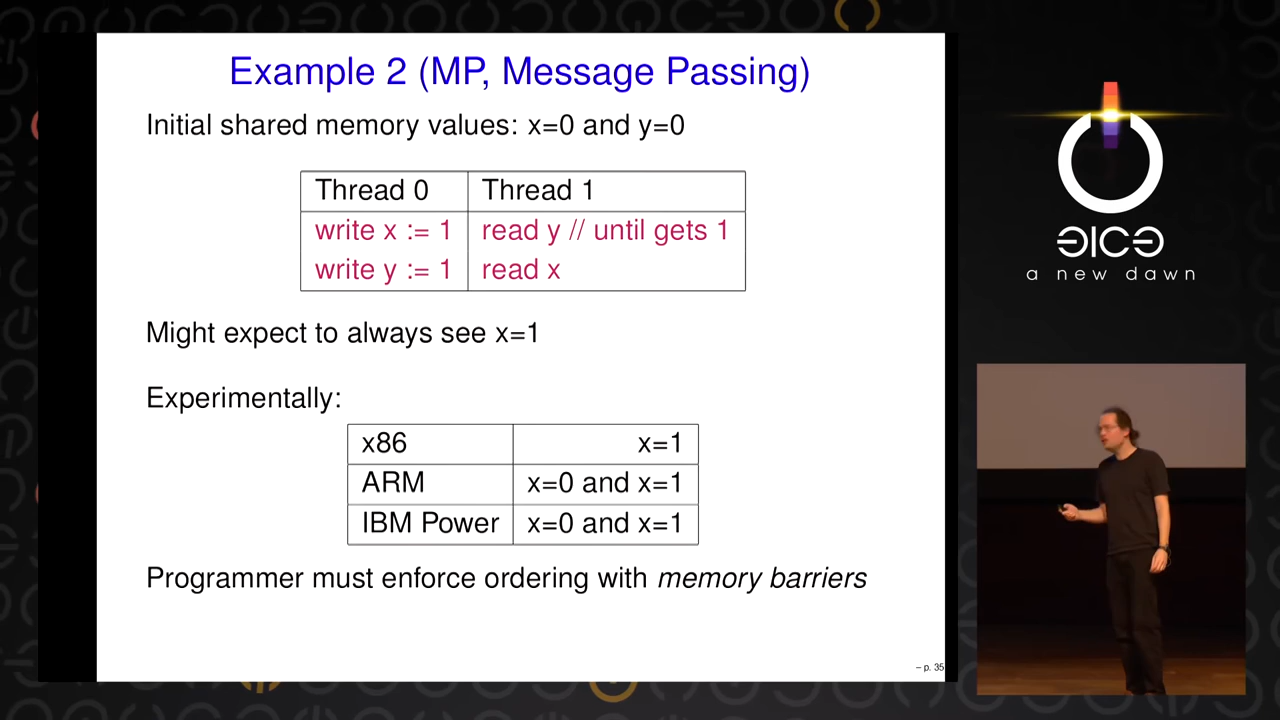 Example 2 (MP, Message Passing)
Initial shared memory values: x=0 and y=0
Thread 0 Thread 1
write x := 1 read y // until gets 1
write y := 1 read x
Might expect to always see x=1
Experimentally:
x86 x=1
ARM x=0 and x=1
IBM Power x=0 and x=1
Programmer must enforce ordering with memory barriers
– p. 35
a new dawn